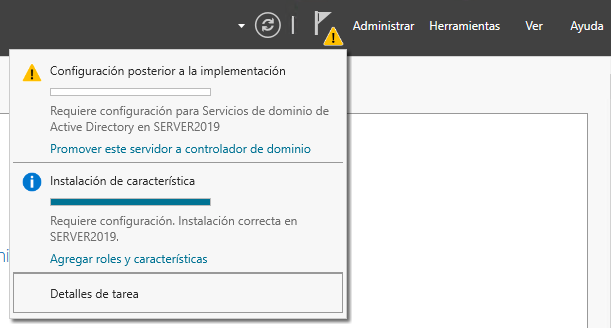 Administrar Herramientas Ver Ayuda
Configuración posterior a la implementación
Requiere configuración para Servicios de dominio de
Active Directory en SERVER2019
Promover este servidor a controlador de dominio
Instalación de característica
Requiere configuración. Instalación correcta en
SERVER2019.
Agregar roles y características
Detalles de tarea